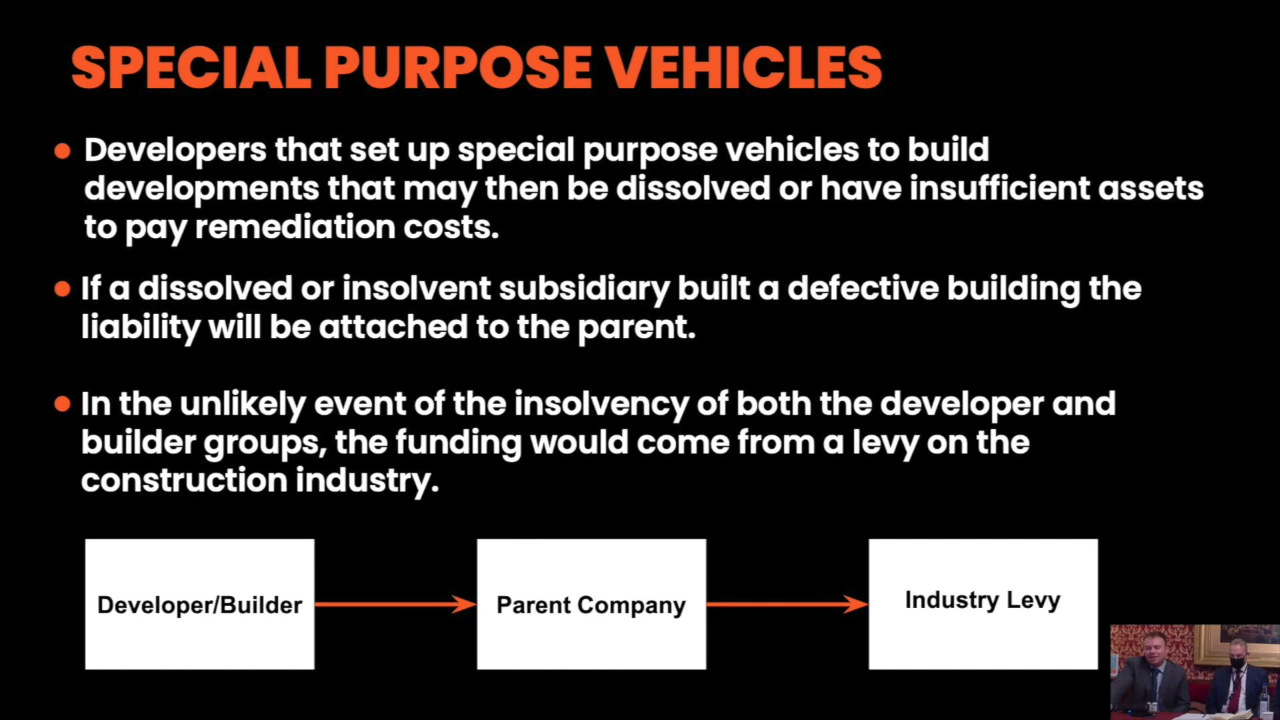 SPECIAL PURPOSE VEHICLES
• Developers that set up special purpose vehicles to build
developments that may then be dissolved or have insufficient assets
to pay remediation costs.
• If a dissolved or insolvent subsidiary built a defective building the
liability will be attached to the parent.
• In the unlikely event of the insolvency of both the developer and
builder groups, the funding would come from a levy on the
construction industry.
Developer/Builder
Parent Company
Industry Levy